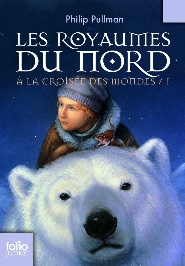 Philip Pullman
LES ROYAUMES
DU NORD
À LA CROISÉE DES MONDES / I
folio
JUNIOR